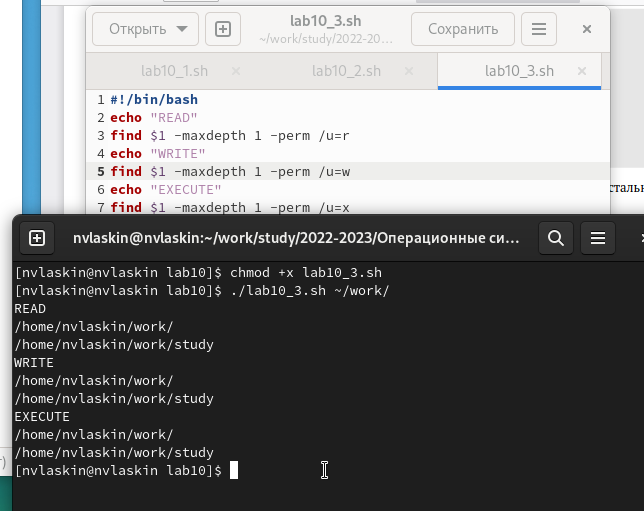 Открыть
lab10_3.sh
~/work/study/2022-20...
Сохранить
lab10_1.sh
lab10_2.sh
lab10_3.sh
1 #!/bin/bash
2 echo "READ"
3 find $1 -maxdepth 1 -perm /u=r
4 echo "WRITE"
5 find $1 -maxdepth 1 -perm /u=w
6 echo "EXECUTE"
7 find $1 -maxdepth 1 -perm /u=x
nvlaskin@nvlaskin:~/work/study/2022-2023/Операционные си...
[nvlaskin@nvlaskin lab10]$ chmod +x lab10_3.sh
[nvlaskin@nvlaskin lab10]$ ./lab10_3.sh ~/work/
READ
/home/nvlaskin/work/
/home/nvlaskin/work/study
WRITE
/home/nvlaskin/work/
/home/nvlaskin/work/study
EXECUTE
/home/nvlaskin/work/
/home/nvlaskin/work/study
[nvlaskin@nvlaskin lab10]$